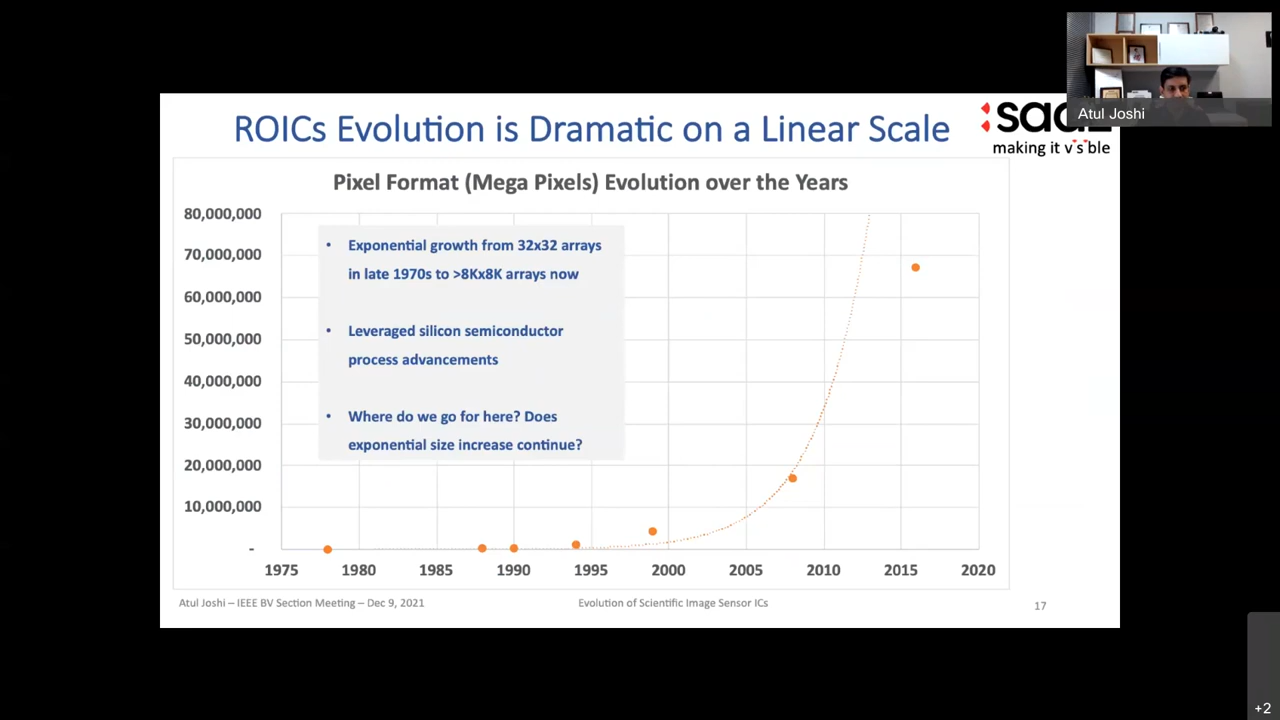 ROICs Evolution is Dramatic on a Linear Scale
making it v s ble
Atul Joshi
Pixel Format (Mega Pixels) Evolution over the Years
80,000,000
70,000,000
60,000,000
50,000,000
40,000,000
30,000,000
20,000,000
10,000,000
-
• Exponential growth from 32x32 arrays
in late 1970s to >8Kx8K arrays now
• Leveraged silicon semiconductor
process advancements
• Where do we go for here? Does
exponential size increase continue?
1975 1980 1985 1990 1995 2000 2005 2010 2015 2020
Atul Joshi – IEEE BV Section Meeting – Dec 9, 2021
Evolution of Scientific Image Sensor ICs
17
+2